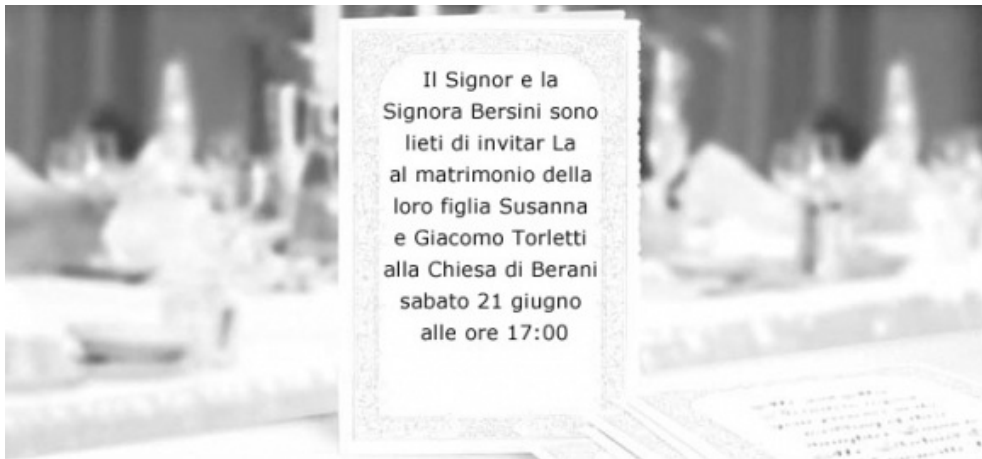 Il Signor e la
Signora Bersini sono
lieti di invitar La
al matrimonio della
loro figlia Susanna
e Giacomo Torletti
alla Chiesa di Berani
sabato 21 giugno
alle ore 17:00